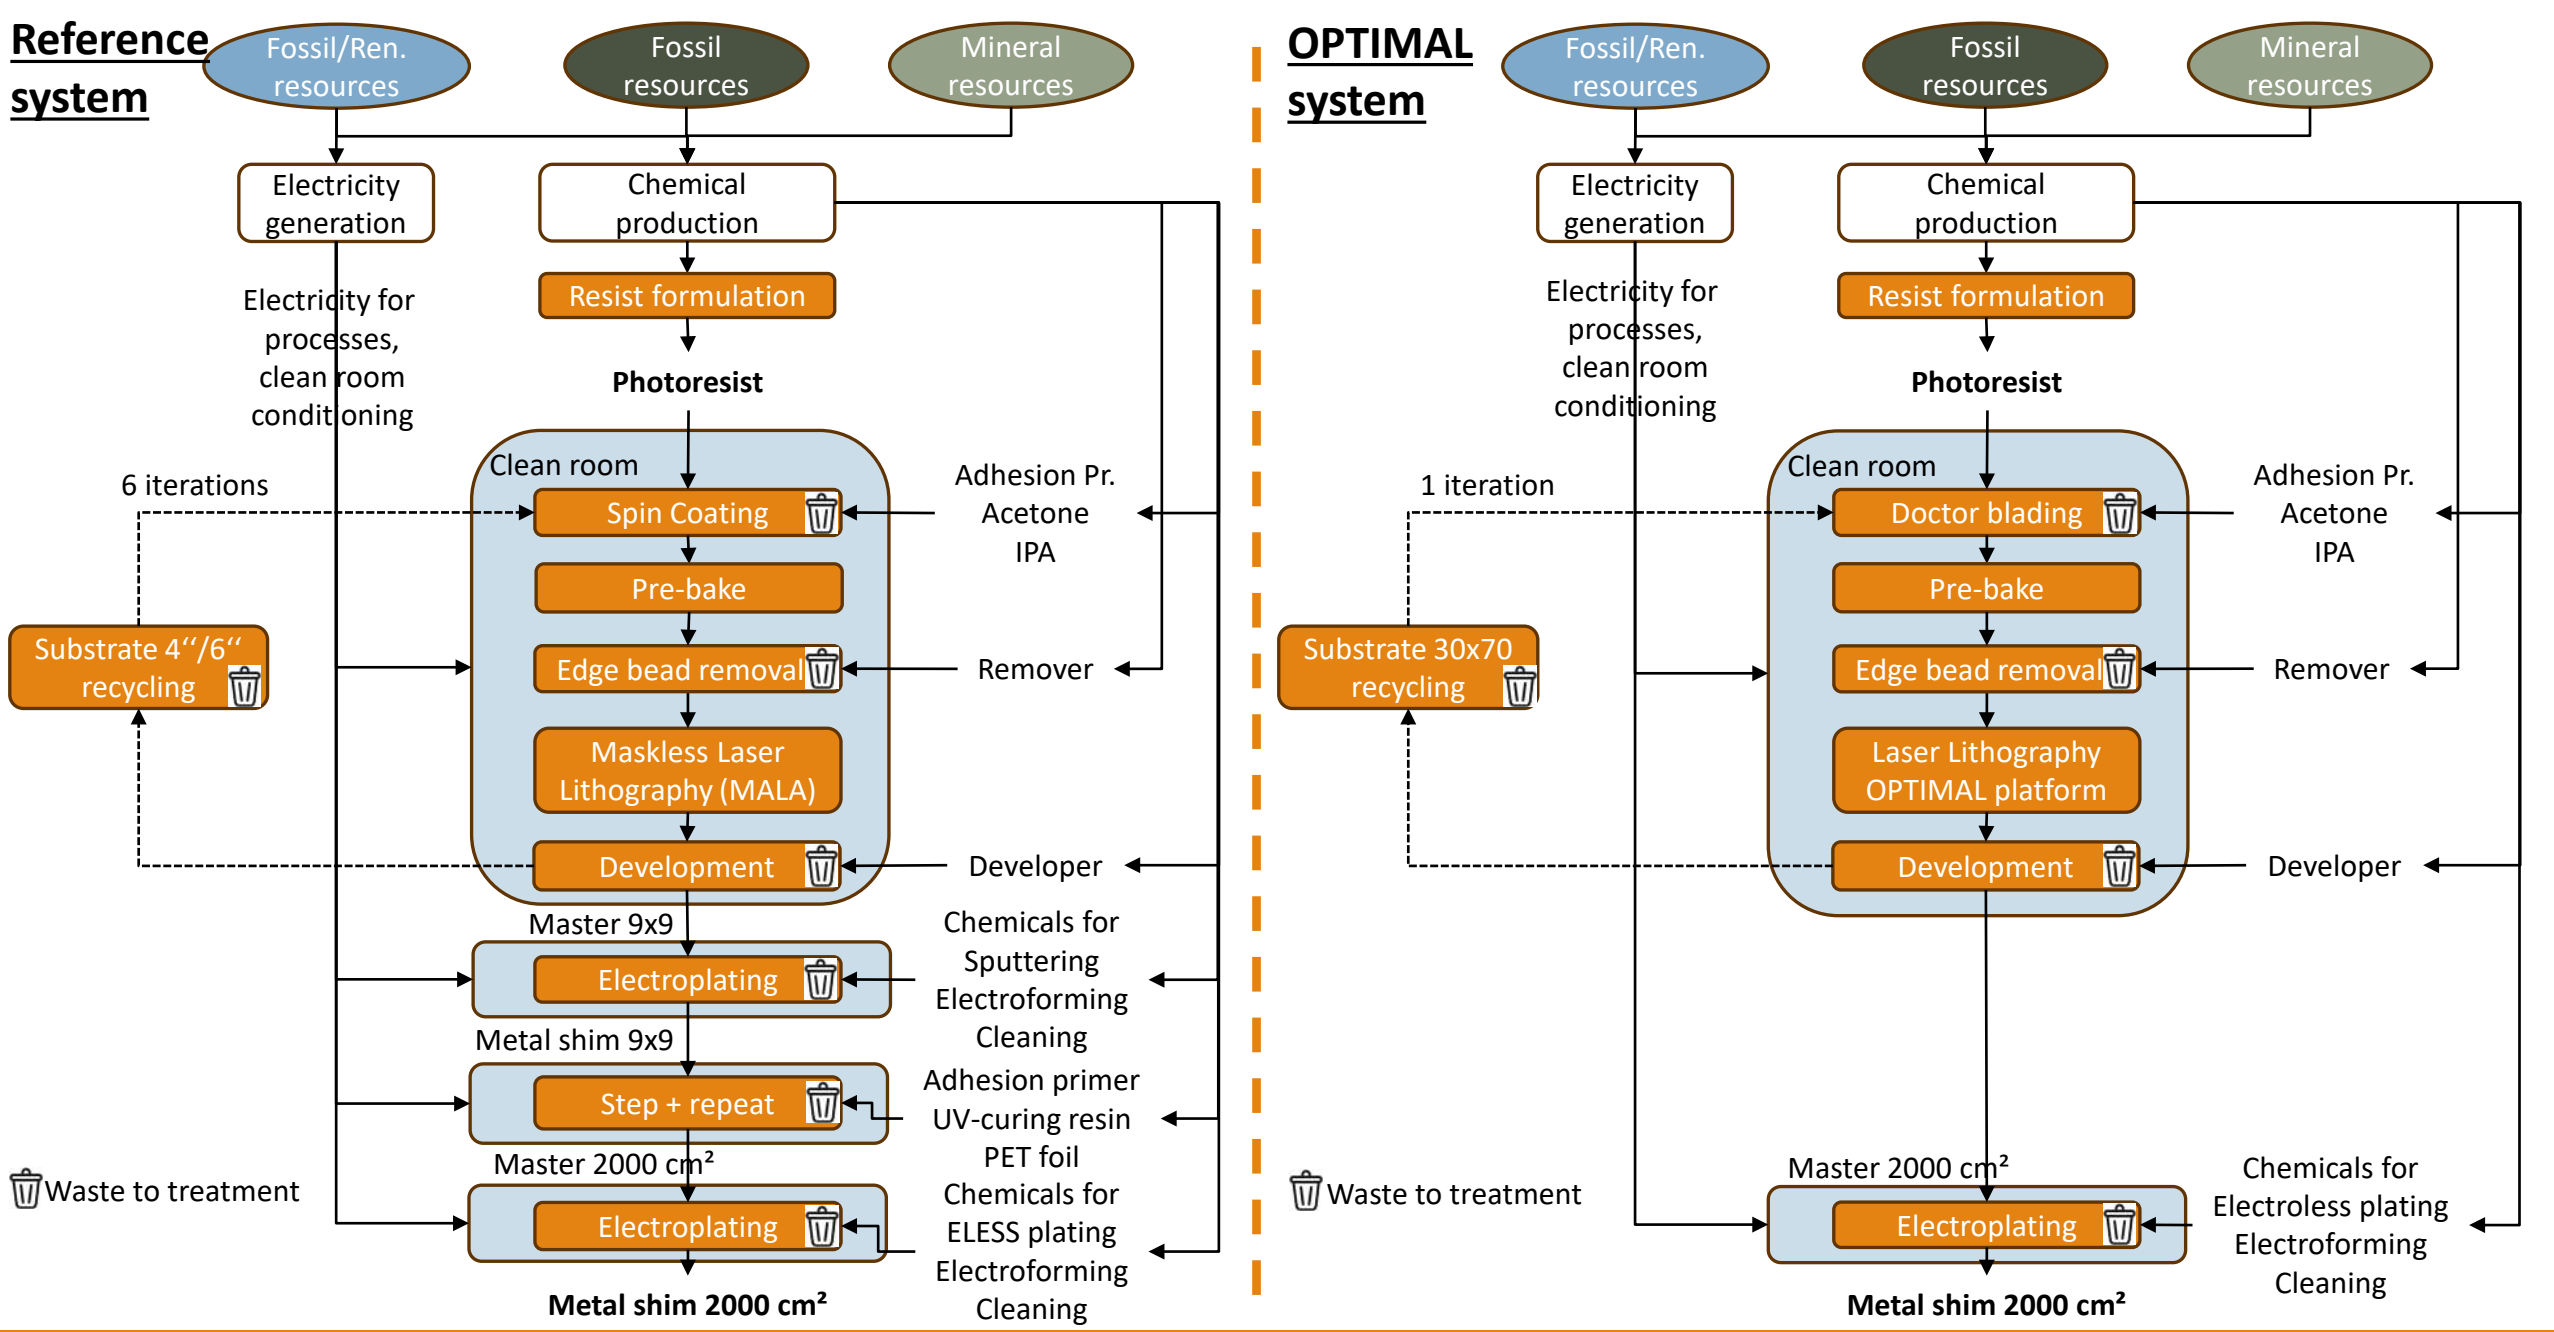 Reference
system
Fossil/Ren.
resources
Fossil
resources
Mineral
resources
Electricity
generation
Chemical
production
Resist formulation
Electricity for
processes,
clean room
conditioning
Photoresist
Clean room
6 iterations
Spin Coating
Adhesion Pr.
Acetone
IPA
Pre-bake
Substrate 4‘‘/6‘‘
recycling
Edge bead removal
Remover
Maskless Laser
Lithography (MALA)
Development
Developer
Master 9x9
Electroplating
Chemicals for
Sputtering
Electroforming
Cleaning
Metal shim 9x9
Step + repeat
Adhesion primer
UV-curing resin
PET foil
Master 2000 cm²
Waste to treatment
Electroplating
Chemicals for
ELESS plating
Electroforming
Cleaning
Metal shim 2000 cm²
OPTIMAL
system
Fossil/Ren.
resources
Fossil
resources
Mineral
resources
Electricity
generation
Chemical
production
Resist formulation
Electricity for
processes,
clean room
conditioning
Photoresist
Clean room
1 iteration
Doctor blading
Adhesion Pr.
Acetone
IPA
Pre-bake
Substrate 30x70
recycling
Edge bead removal
Remover
Laser Lithography
OPTIMAL platform
Development
Developer
Master 2000 cm²
Waste to treatment
Electroplating
Chemicals for
Electroless plating
Electroforming
Cleaning
Metal shim 2000 cm²